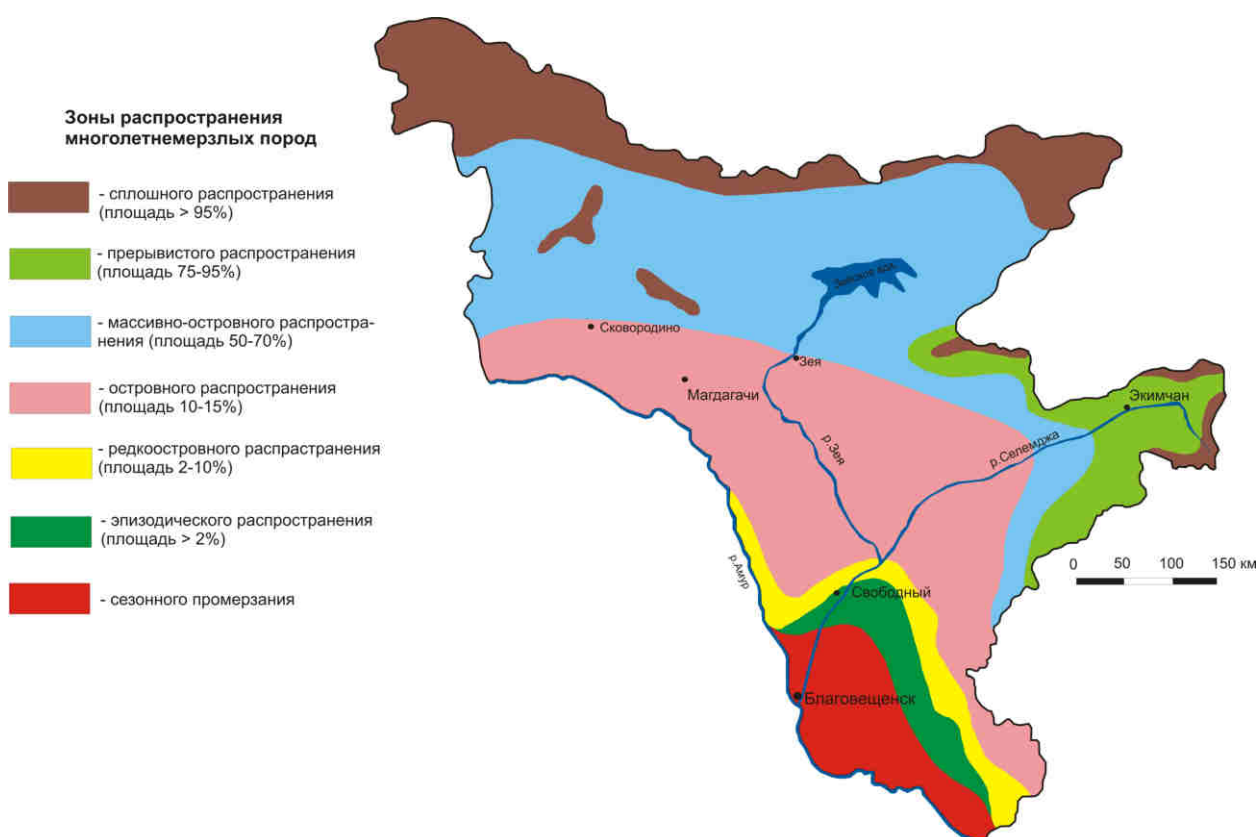 Зоны распространения
многолетнемерзлых пород
- сплошного распространения
(площадь > 95%)
- прерывистого распространения
(площадь 75-95%)
- массивно-островного распростра-
нения (площадь 50-70%)
- островного распространения
(площадь 10-15%)
- редкоостровного распрастранения
(площадь 2-10%)
- эпизодического распространения
(площадь > 2%)
- сезонного промерзания
Зейское вдх.
Сковородино
Зея
Магдагачи
Экимчан
р.Зея
р.Селемджа
р.Амур
Свободный
Благовещенск
0 50 100 150 км